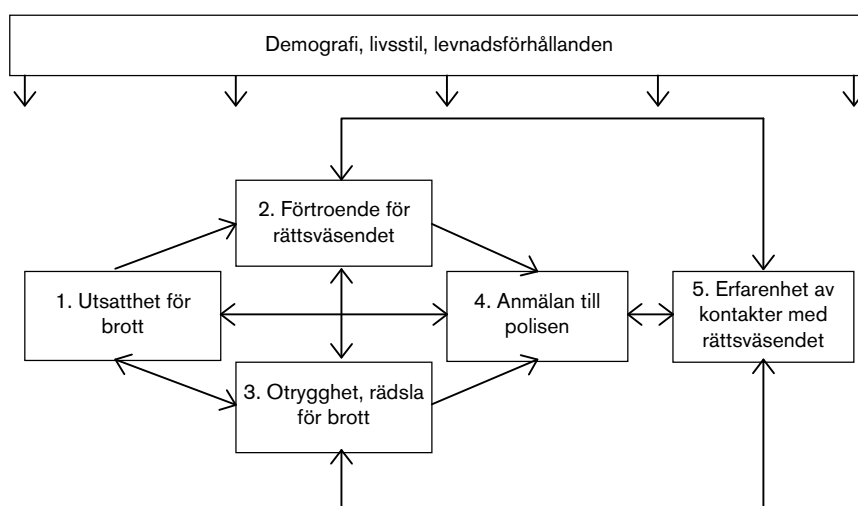 Demografi, livsstil, levnadsförhållanden
2. Förtroende för
rättsväsendet
1. Utsatthet för
brott
4. Anmälan till
polisen
5. Erfarenhet av
kontakter med
rättsväsendet
3. Otrygghet, rädsla
för brott